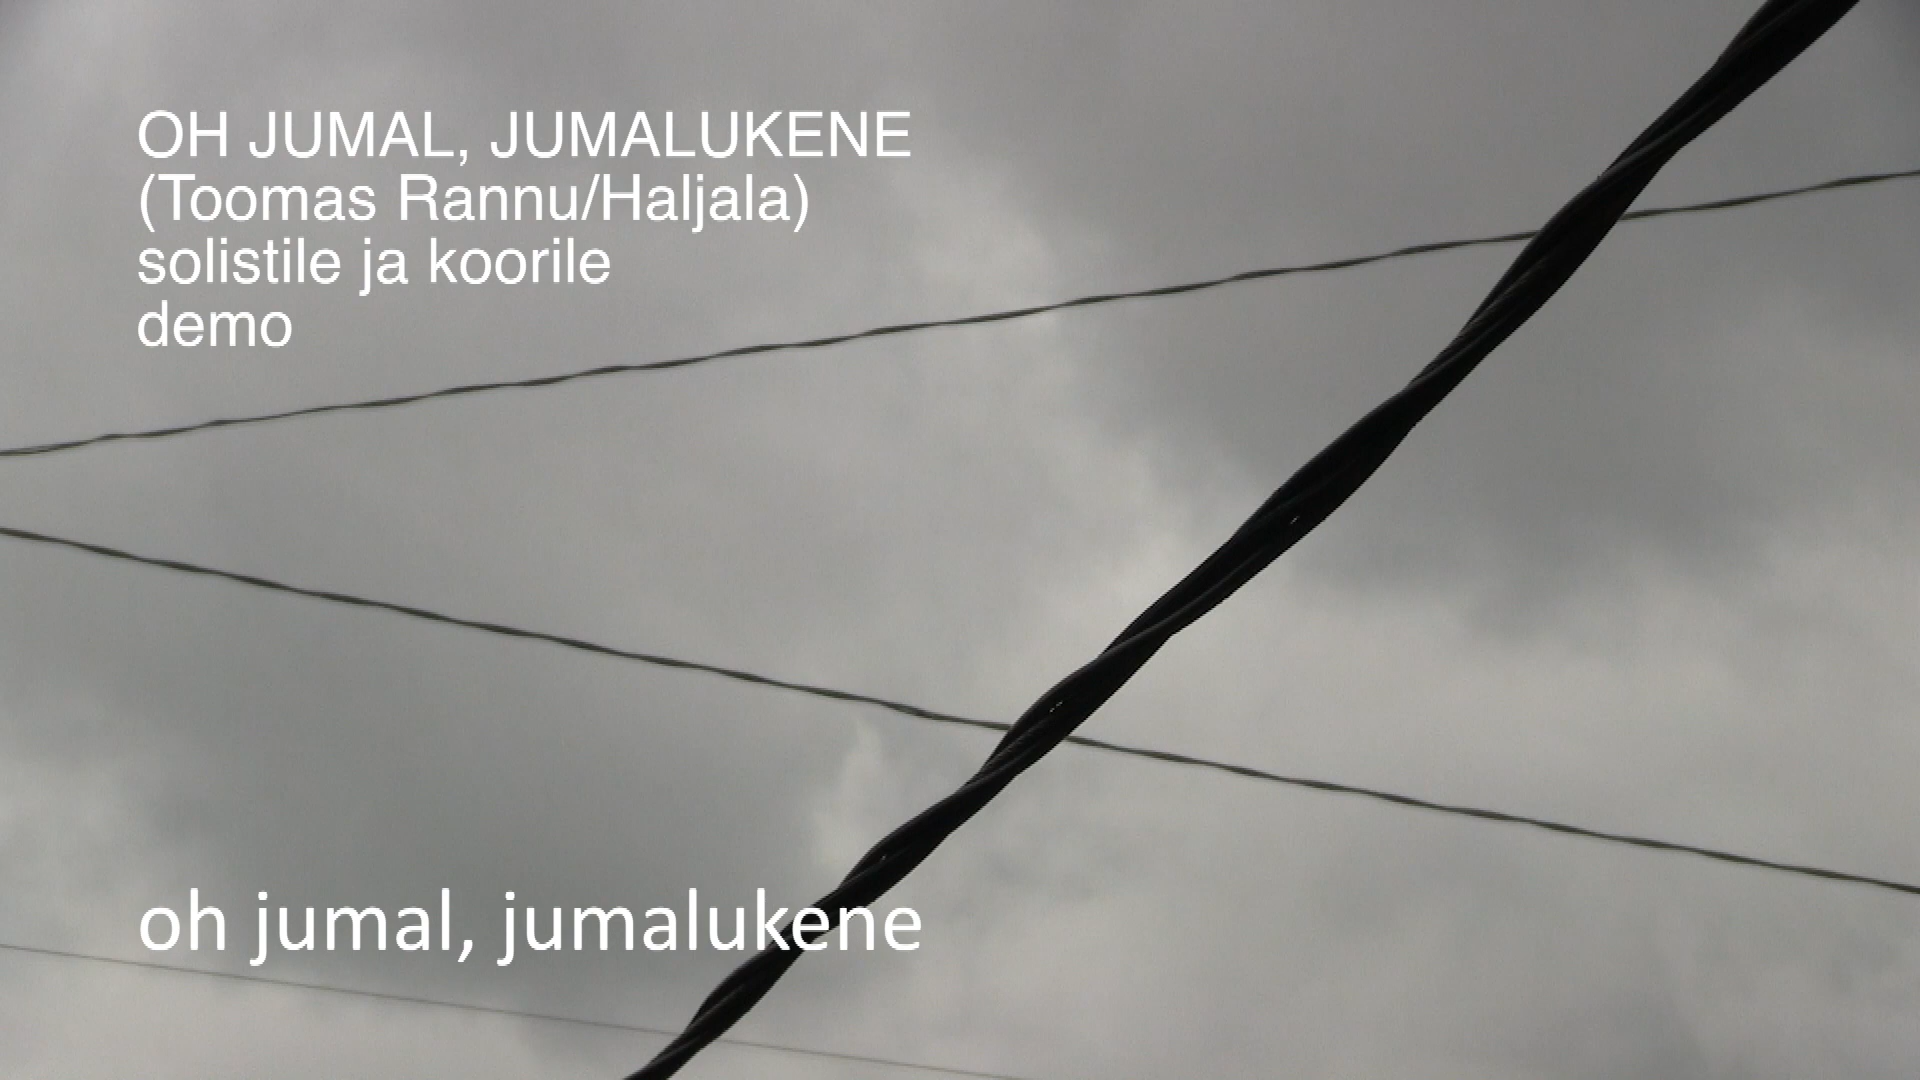 OH JUMAL, JUMALUKENE
(Toomas Rannu/Haljala)
solistile ja koorile
demo
oh jumal, jumalukene